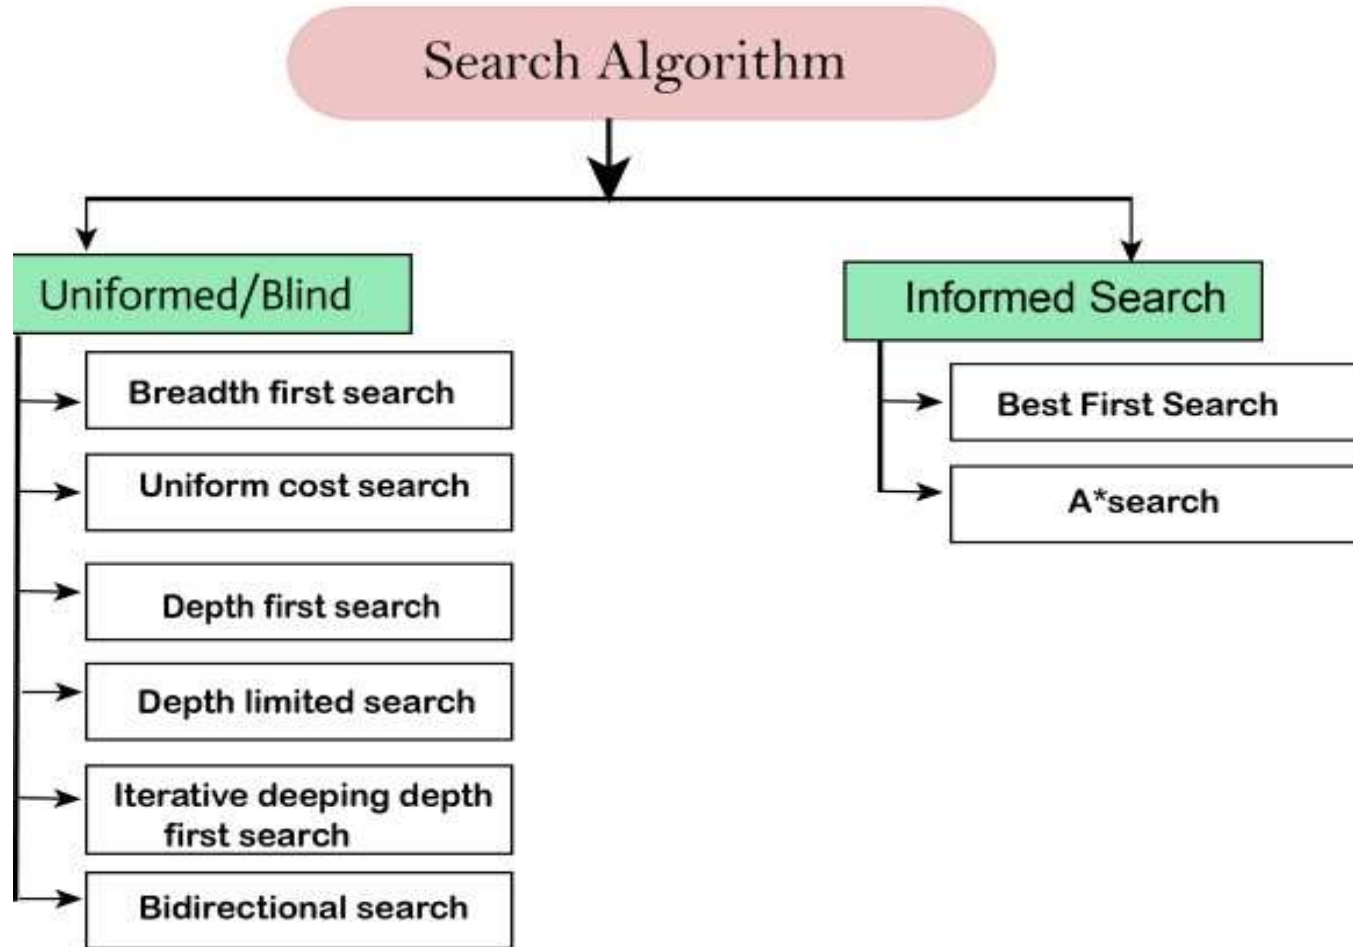 Search Algorithm
Uniformed/Blind
Informed Search
Breadth first search
Uniform cost search
Depth first search
Depth limited search
Iterative deeping depth
first search
Bidirectional search
Best First Search
A*search